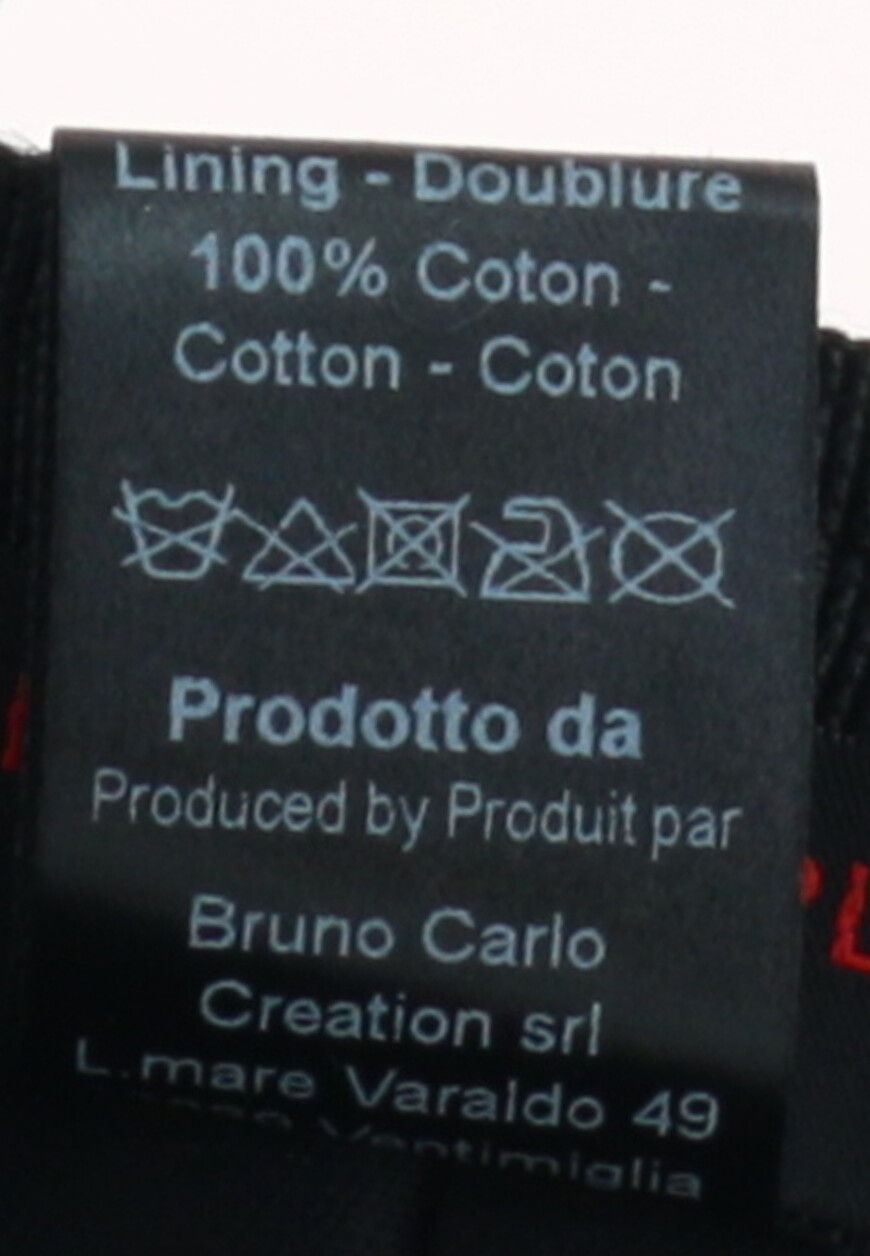 Lining - Doublure
100% Coton -
Cotton - Coton
Prodotto da
Produced by Produit par
Bruno Carlo
Creation srl
L.mare Varaldo 49
Ventimiglia